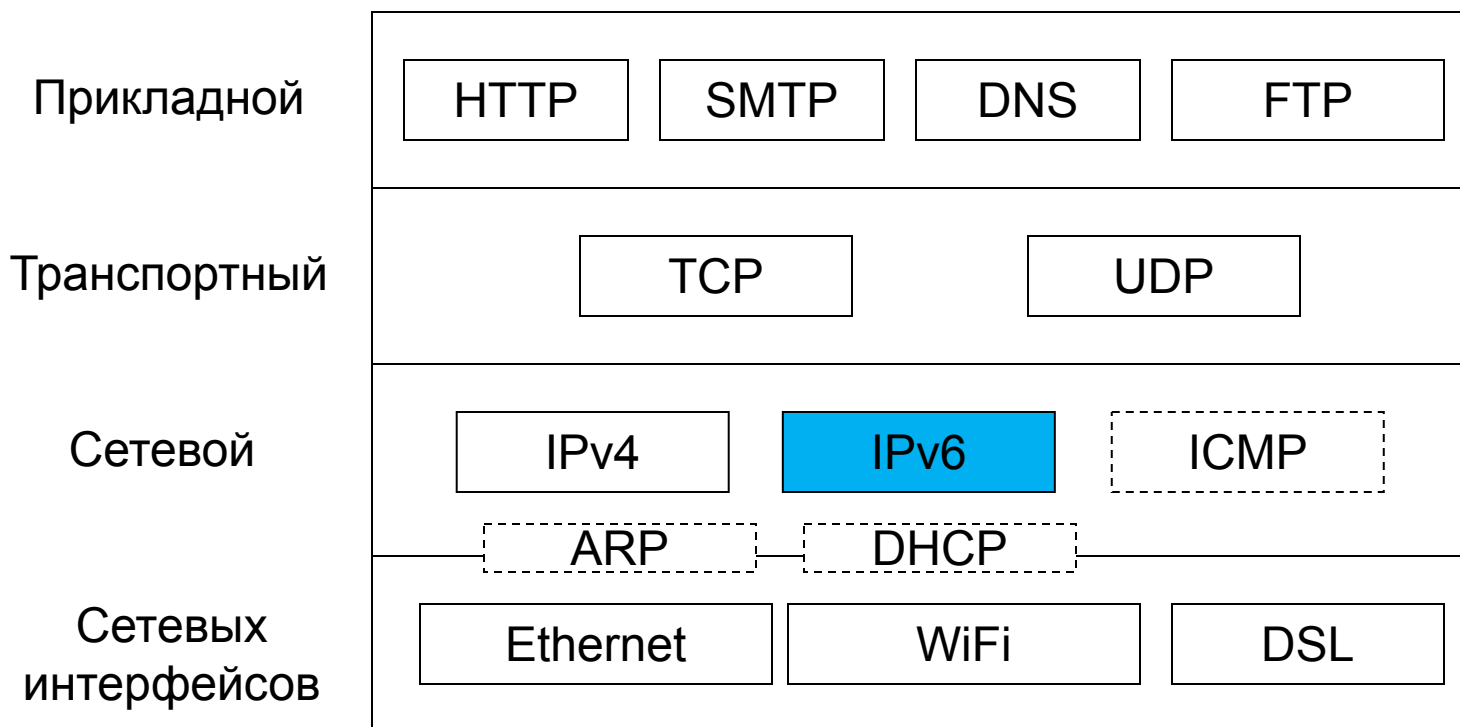 Прикладной
HTTP SMTP DNS FTP
Транспортный
TCP UDP
Сетевой
IPv4 IPv6 ICMP
ARP DHCP
Сетевых
интерфейсов
Ethernet WiFi DSL